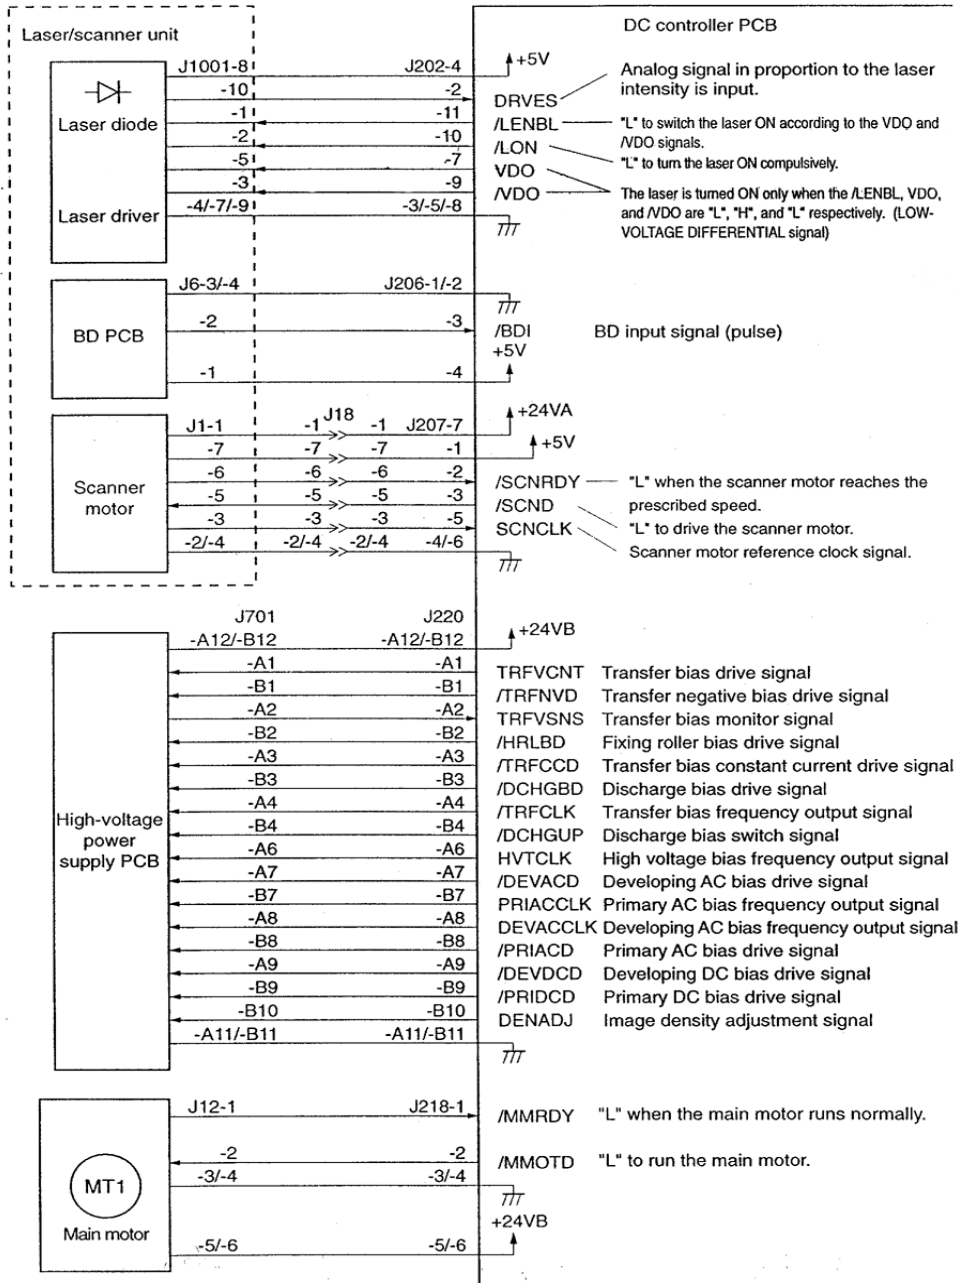 DC controller PCB
Laser/scanner unit
J1001-8 J202-4 +5V
Analog signal in proportion to the laser
intensity is input.
-10 -2 DRVES
Laser diode
-1 -11 /LENBL "L" to switch the laser ON according to the VDO and
/VDO signals.
-2 -10 /LON "L" to turn the laser ON compulsively.
-5 -7 VDO
-3 -9 /VDO The laser is turned ON only when the /LENBL, VDO,
and /VDO are "L", "H", and "L" respectively. (LOW-
VOLTAGE DIFFERENTIAL signal)
Laser driver -4/-7/-9 -3/-5/-8
J6-3/-4 J206-1/-2
BD PCB -2 -3 /BDI BD input signal (pulse)
+5V
-1 -4
+24VA
J1-1 -1 J18 -1 J207-7
+5V
-7 -7 -7 -1
-6 -6 -6 -2 /SCNRDY "L" when the scanner motor reaches the
prescribed speed.
Scanner
motor
-5 -5 -5 -3 /SCND "L" to drive the scanner motor.
-3 -3 -3 -5 SCNCLK Scanner motor reference clock signal.
-2/-4 -2/-4 -2/-4 -4/-6
J701 J220
-A12/-B12 -A12/-B12 +24VB
-A1 -A1 TRFVCNT Transfer bias drive signal
-B1 -B1 /TRFNVD Transfer negative bias drive signal
-A2 -A2 TRFVSNS Transfer bias monitor signal
-B2 -B2 /HRLBD Fixing roller bias drive signal
-A3 -A3 /TRFCCD Transfer bias constant current drive signal
-B3 -B3 /DCHGBD Discharge bias drive signal
-A4 -A4 /TRFCLK Transfer bias frequency output signal
High-voltage
power
supply PCB
-B4 -B4 /DCHGUP Discharge bias switch signal
-A6 -A6 HVTCLK High voltage bias frequency output signal
-A7 -A7 /DEVACD Developing AC bias drive signal
-B7 -B7 PRIACCLK Primary AC bias frequency output signal
-A8 -A8 DEVACCLK Developing AC bias frequency output signal
-B8 -B8 /PRIACD Primary AC bias drive signal
-A9 -A9 /DEVDCD Developing DC bias drive signal
-B9 -B9 /PRIDCD Primary DC bias drive signal
-B10 -B10 DENADJ Image density adjustment signal
-A11/-B11 -A11/-B11
J12-1 J218-1 /MMRDY "L" when the main motor runs normally.
-2 -2 /MMOTD "L" to run the main motor.
MT1
-3/-4 -3/-4
+24VB
Main motor
-5/-6 -5/-6